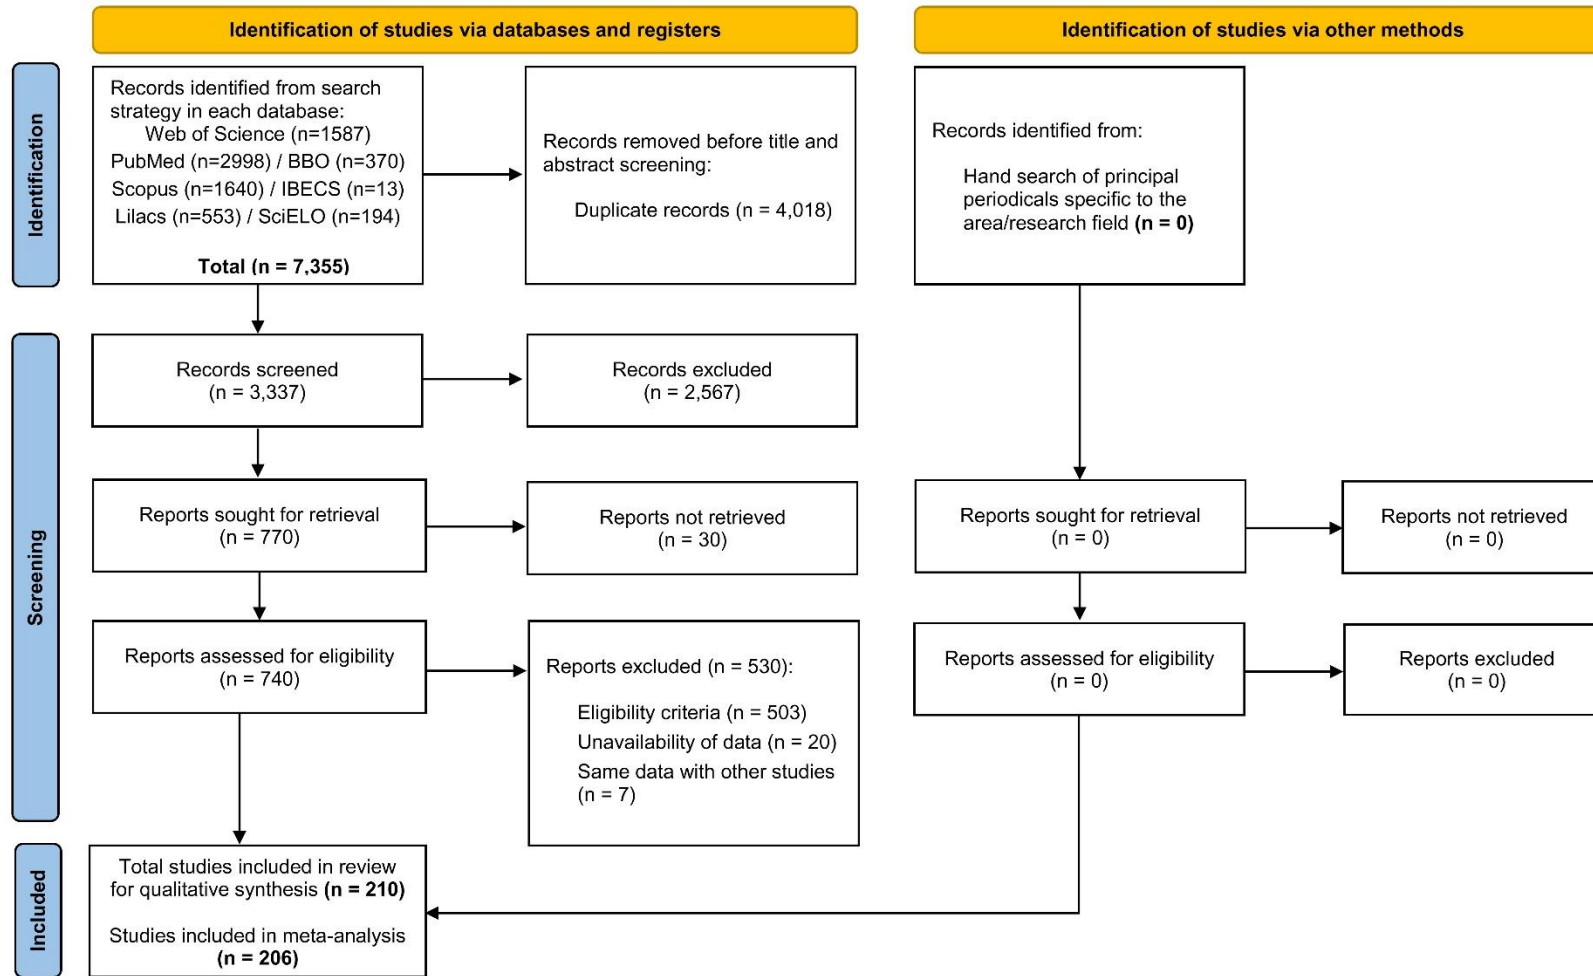 Identification of studies via databases and registers
Identification of studies via other methods
Identification
Records identified from search
strategy in each database:
Web of Science (n=1587)
PubMed (n=2998) / BBO (n=370)
Scopus (n=1640) / IBECS (n=13)
Lilacs (n=553) / SciELO (n=194)
Total (n = 7,355)
Records removed before title and
abstract screening:
Duplicate records (n = 4,018)
Records identified from:
Hand search of principal
periodicals specific to the
area/research field (n = 0)
Screening
Records screened
(n = 3,337)
Records excluded
(n = 2,567)
Reports sought for retrieval
(n = 770)
Reports not retrieved
(n = 30)
Reports sought for retrieval
(n = 0)
Reports not retrieved
(n = 0)
Reports assessed for eligibility
(n = 740)
Reports excluded (n = 530):
Eligibility criteria (n = 503)
Unavailability of data (n = 20)
Same data with other studies
(n = 7)
Reports assessed for eligibility
(n = 0)
Reports excluded
(n = 0)
Included
Total studies included in review
for qualitative synthesis (n = 210)
Studies included in meta-analysis
(n = 206)